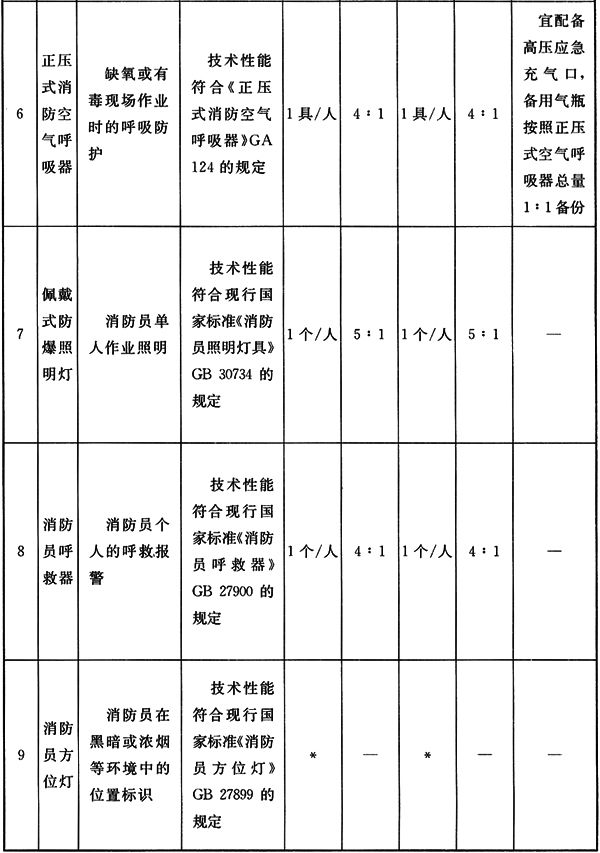 6
正压
式消
防空
气呼
吸器
缺氧或有
毒现场作业
时的呼吸防
护
技术性能
符合《正压
式消防空气
呼吸器》GA
124 的规定
1具/人
4：1
1具/人
4：1
宜配备
高压应急
充气口，
备用气瓶
按照正压
式空气呼
吸器总量
1：1备份
7
佩戴
式防
爆照
明灯
消防员单
人作业照明
技术性能
符合现行国
家标准《消防
员照明灯具》
GB 30734 的
规定
1个/人
5：1
1个/人
5：1
—
8
消防
员呼
救器
消防员个
人的呼救报
警
技术性能
符合现行国
家标准《消防
员呼救器》
GB 27900 的
规定
1个/人
4：1
1个/人
4：1
—
9
消防
员方
位灯
消防员在
黑暗或浓烟
等环境中的
位置标识
技术性能
符合现行国
家标准《消防
员方位灯》
GB 27899 的
规定
*
—
*
—
—